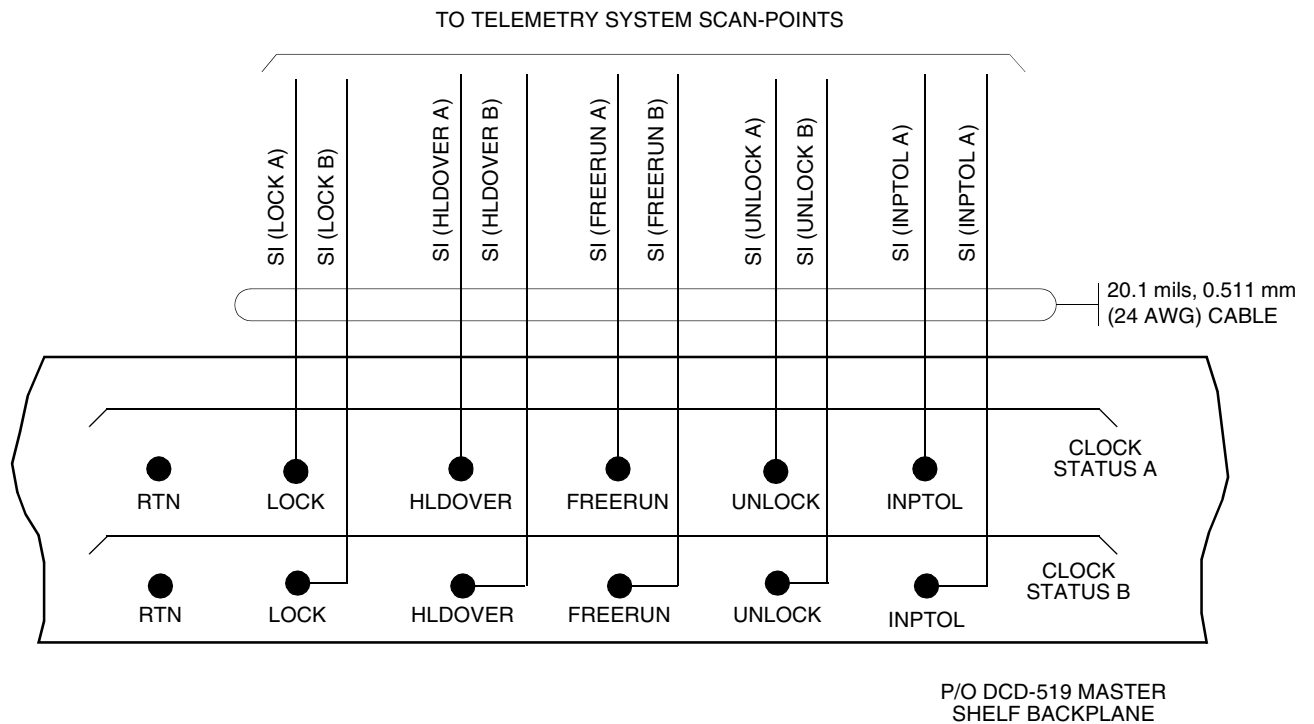 TO TELEMETRY SYSTEM SCAN-POINTS
SI (LOCK A)
SI (LOCK B)
SI (HLDOVER A)
SI (HLDOVER B)
SI (FREERUN A)
SI (FREERUN B)
SI (UNLOCK A)
SI (UNLOCK B)
SI (INPTOL A)
SI (INPTOL A)
20.1 mils, 0.511 mm
(24 AWG) CABLE
CLOCK
STATUS A
RTN
LOCK
HLDOVER
FREERUN
UNLOCK
INPTOL
CLOCK
STATUS B
RTN
LOCK
HLDOVER
FREERUN
UNLOCK
INPTOL
P/O DCD-519 MASTER
SHELF BACKPLANE